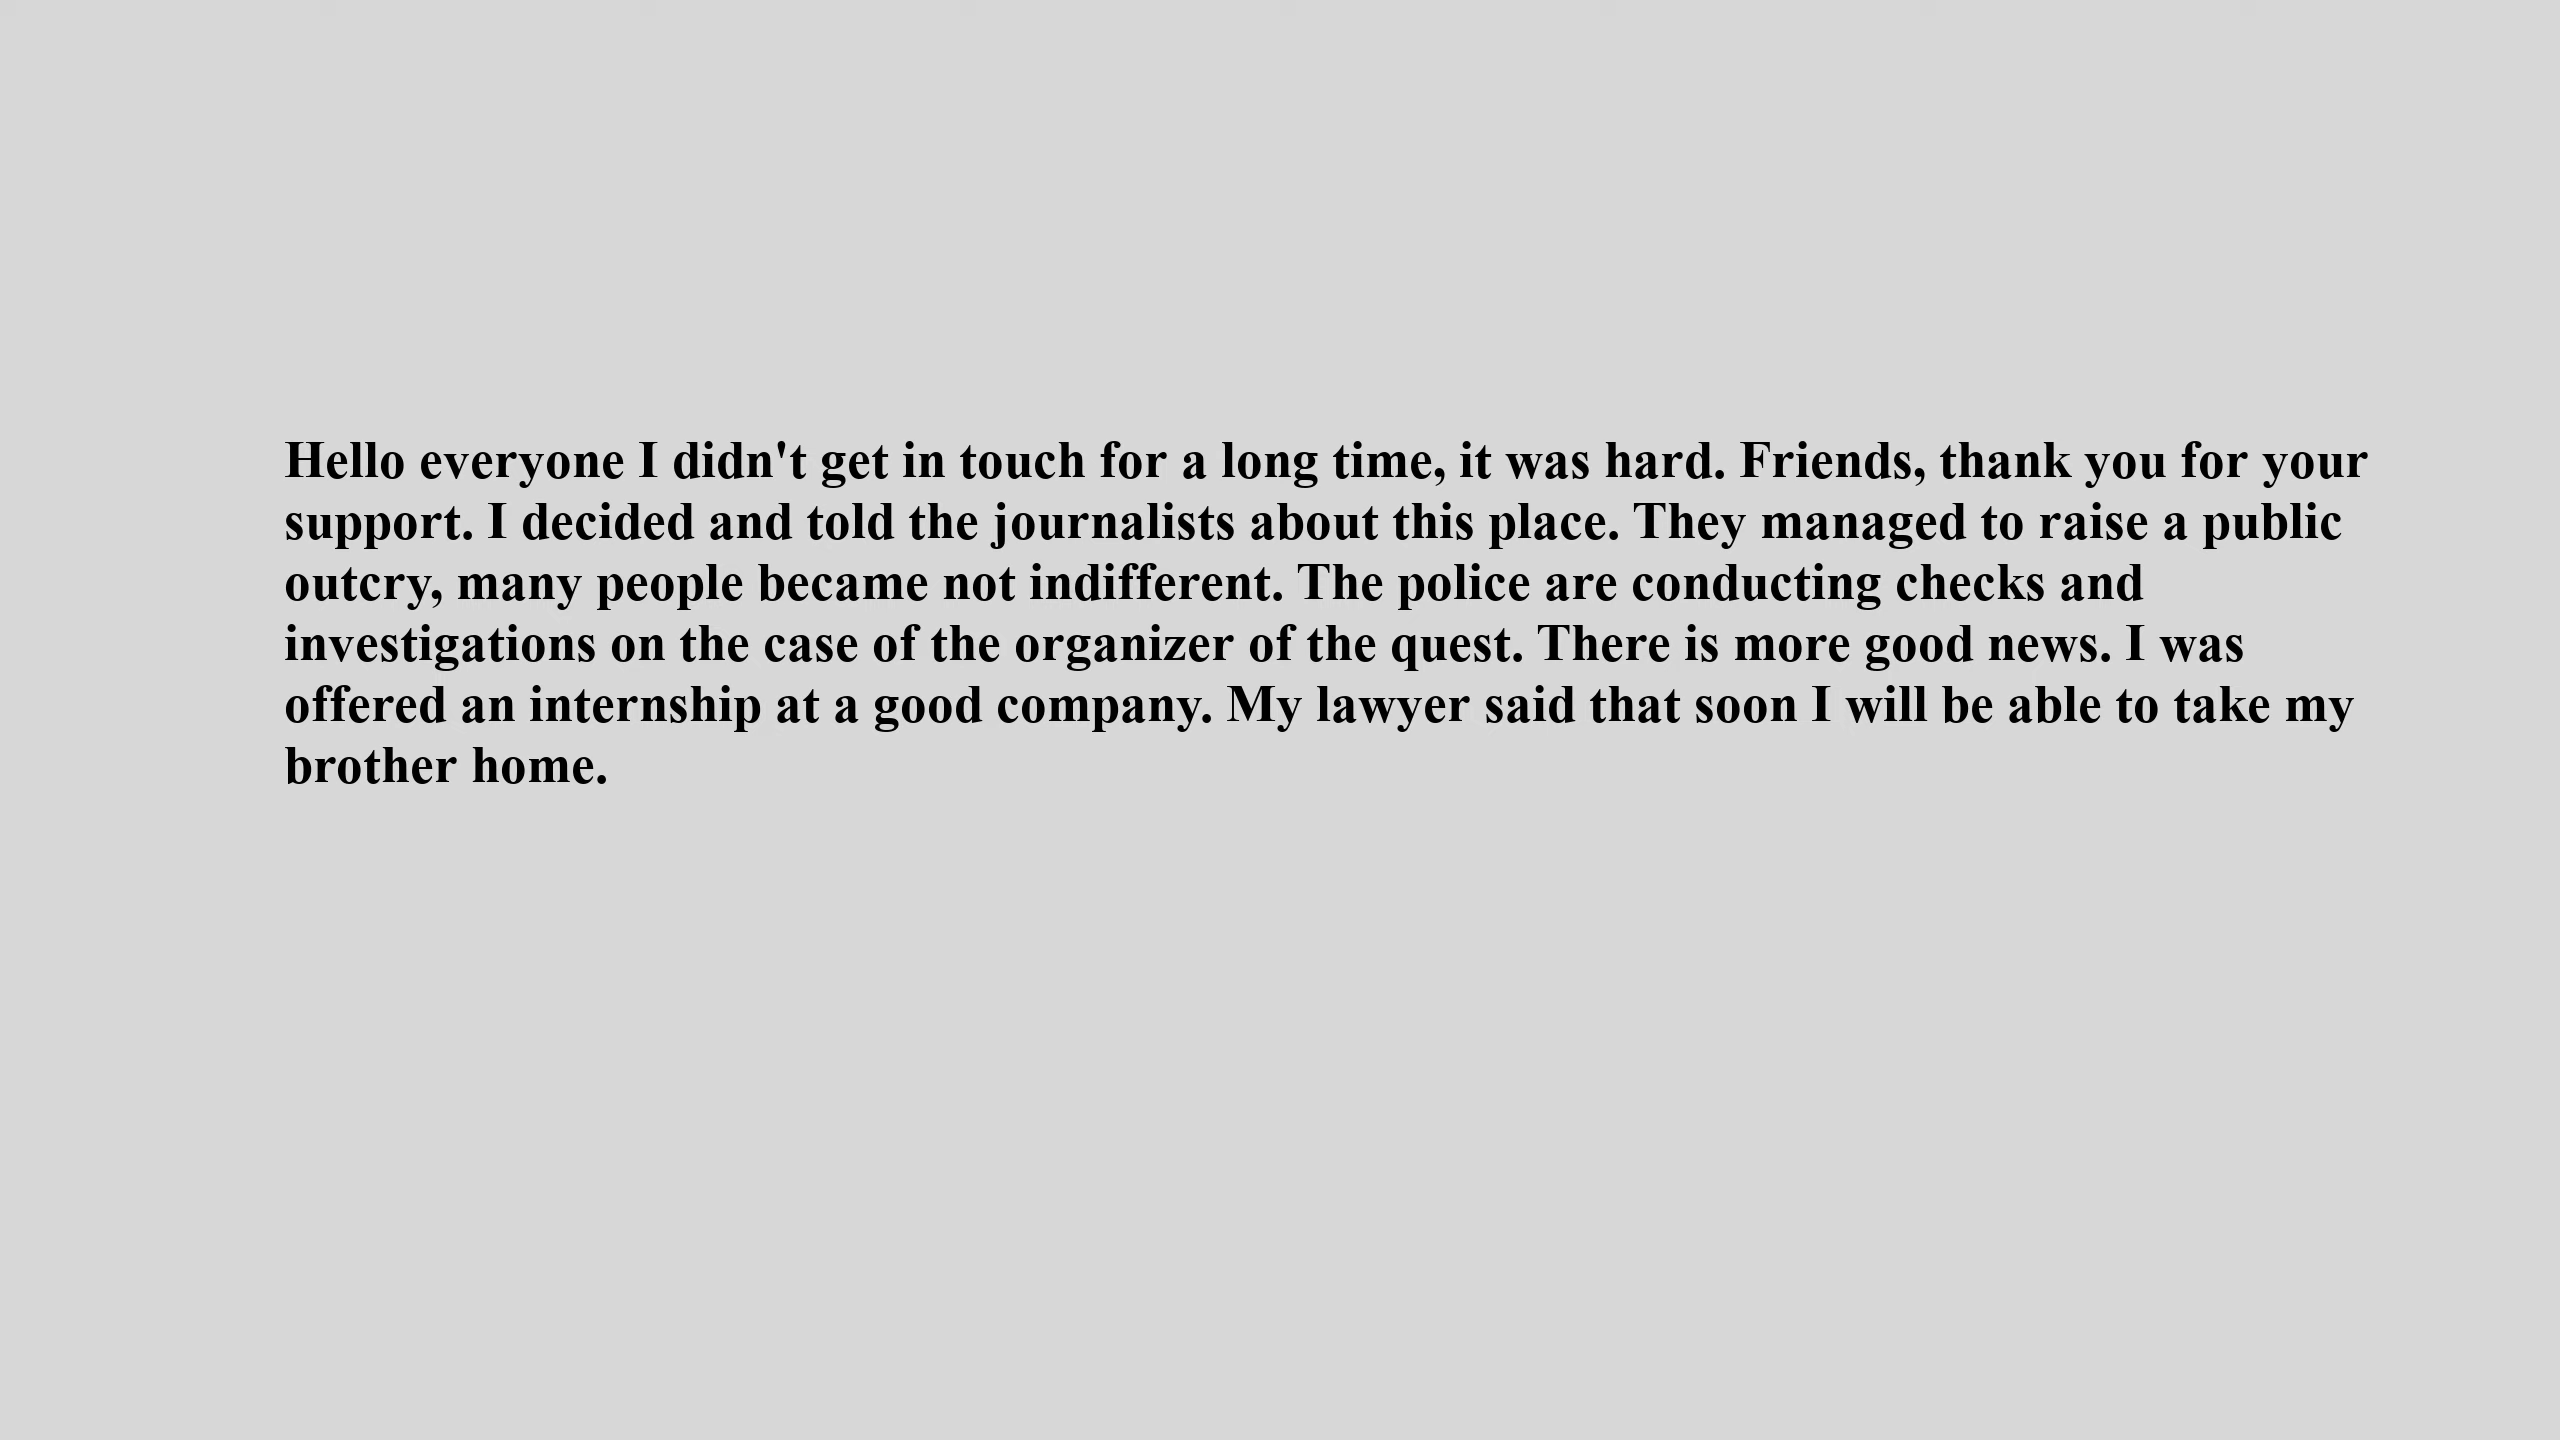 Hello everyone I didn't get in touch for a long time, it was hard. Friends, thank you for your
support. I decided and told the journalists about this place. They managed to raise a public
outcry, many people became not indifferent. The police are conducting checks and
investigations on the case of the organizer of the quest. There is more good news. I was
offered an internship at a good company. My lawyer said that soon I will be able to take my
brother home.